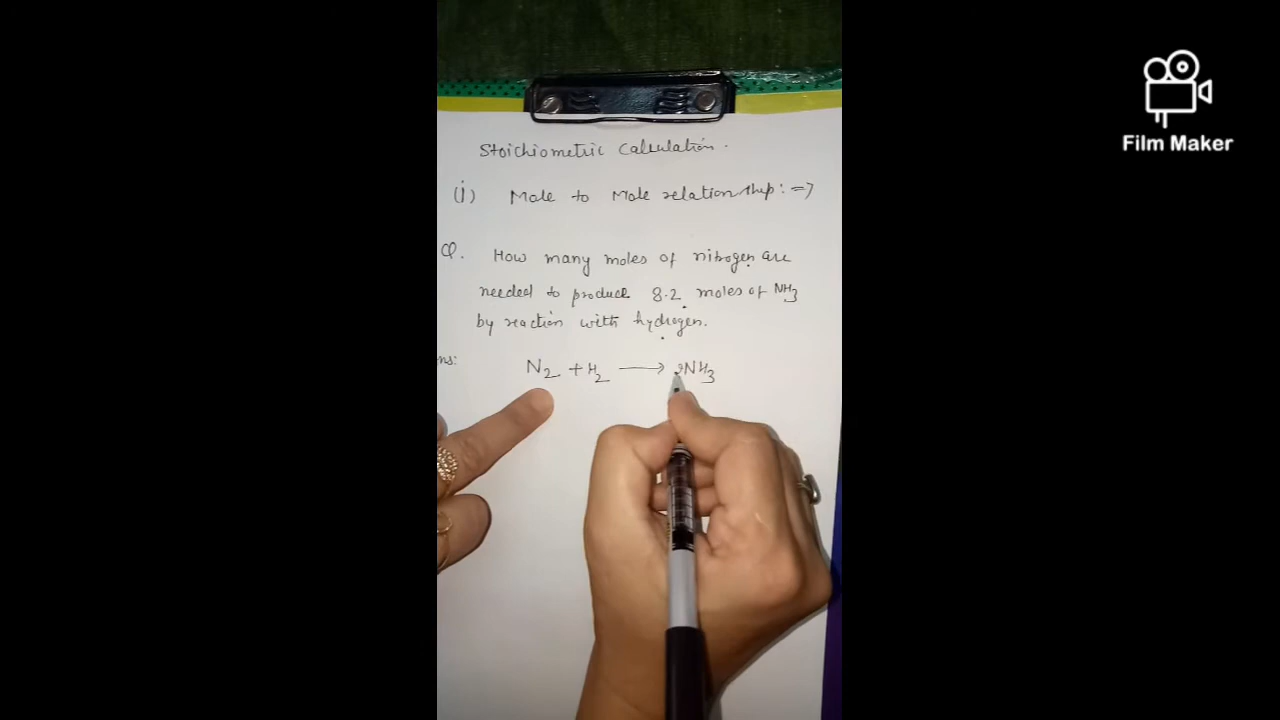 Stoichiometric Calculation.
(i) Mole to Mole relationship: =>
Q. How many moles of nitrogen are
needed to produce 8.2 moles of NH3
by reaction with hydrogen.
ns: N2 + H2 → 2NH3
Film Maker